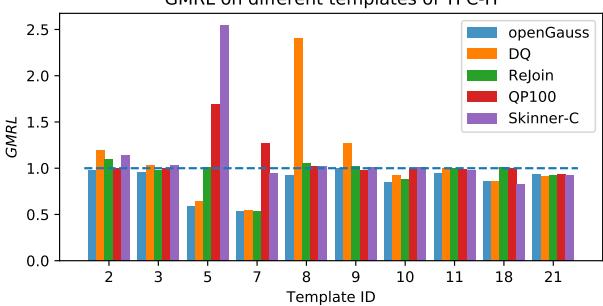 GMRL on different templates of TPC-H
2.5
2.0
1.5
1.0
0.5
0.0
GMRL
openGauss
DQ
ReJoin
QP100
Skinner-C
2 3 5 7 8 9 10 11 18 21
Template ID